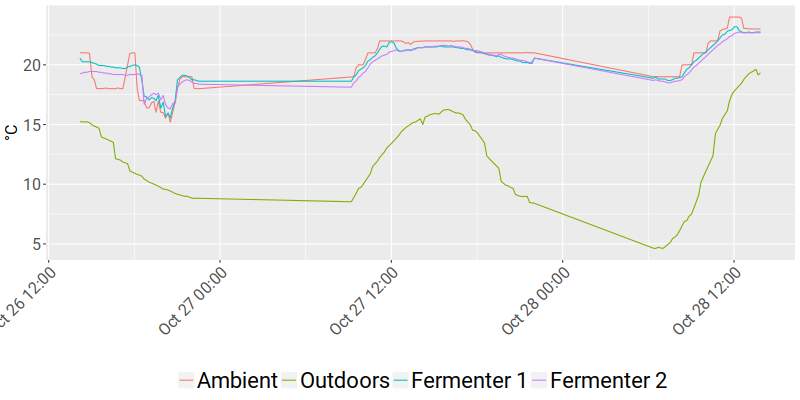 °C
20
15
10
5
ct 26 12:00
Oct 27 00:00
Oct 27 12:00
Oct 28 00:00
Oct 28 12:00
Ambient Outdoors Fermenter 1 Fermenter 2